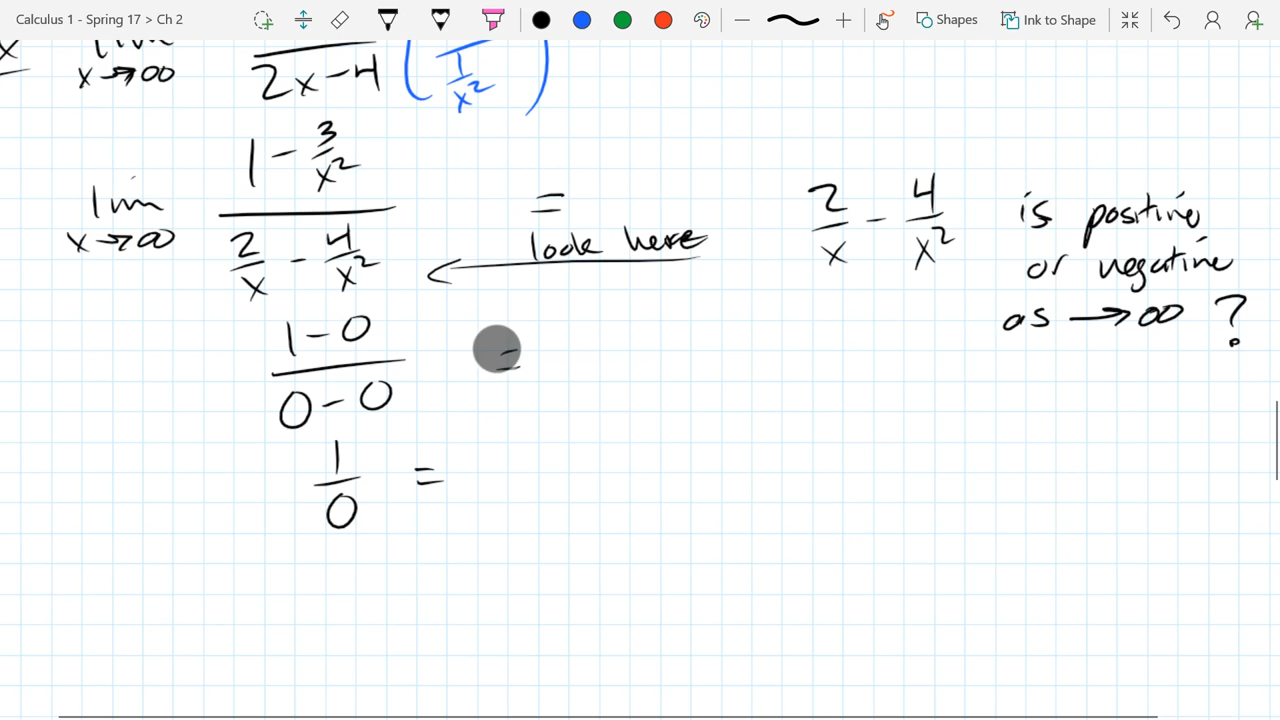 Calculus 1 - Spring 17 > Ch 2
Shapes
Ink to Shape
x
lim
x→∞
2x-4 (1/x²)
lim x→∞ (1 - 3/x²)/(2/x - 4/x²) =
look here
(1-0)/(0-0) =
1/0 =
2/x - 4/x² is positive
or negative
as →∞ ?